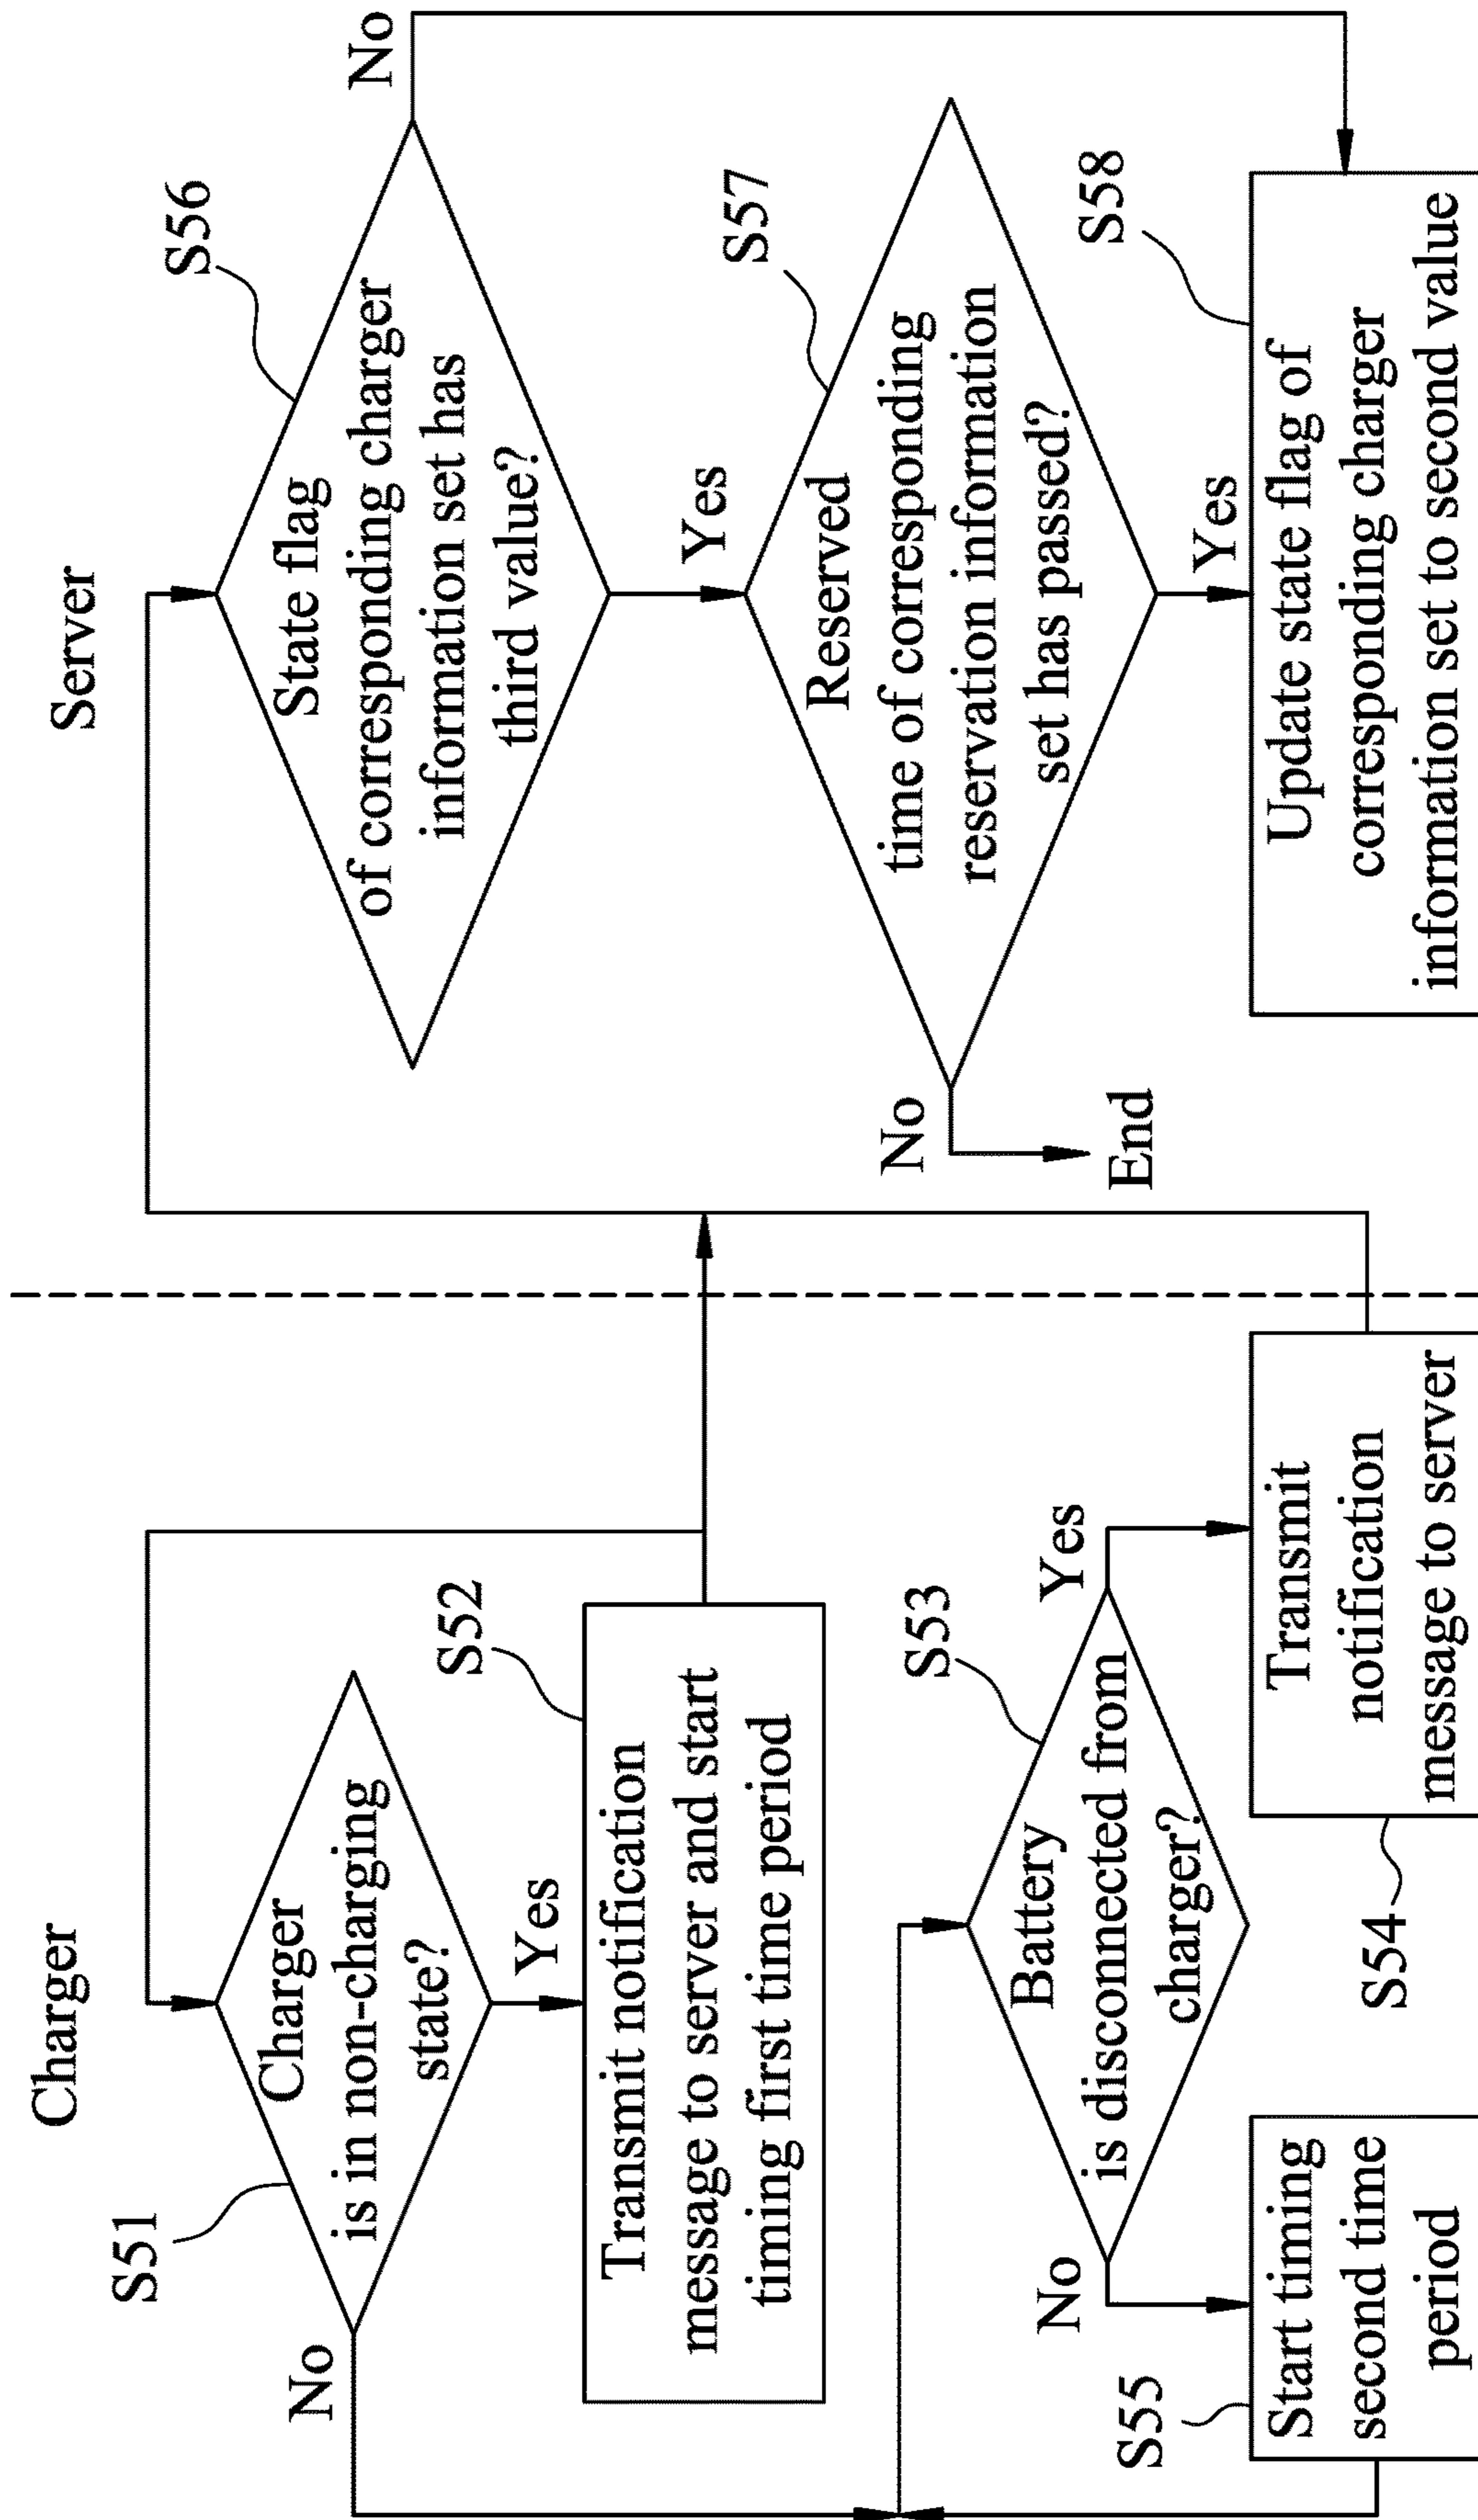 Charger
S51
Charger
is in non-charging
state?
No
Yes
S52
Transmit notification
message to server and start
timing first time period
S53
Battery
is disconnected from
charger?
No
Yes
S55
Start timing
second time
period
S54
Transmit
notification
message to server
Server
S56
State flag
of corresponding charger
information set has
third value?
No
Yes
S57
Reserved
time of corresponding
reservation information
set has passed?
No
End
Yes
S58
Update state flag of
corresponding charger
information set to second value